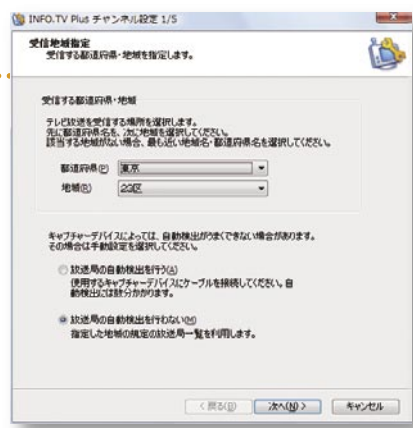 INFO.TV Plus チャンネル設定 1/5
受信地域指定
受信する都道府県・地域を指定します。
受信する都道府県・地域
テレビ放送を受信する場所を選択します。
先に都道府県名を、次に地域を選択してください。
該当する地域がない場合、最も近い地域名・都道府県名を選択してください。
都道府県(P) 東京
地域(R) 23区
キャプチャーデバイスによっては、自動検出がうまくできない場合があります。
その場合は手動設定を選択してください。
放送局の自動検出を行う(A)
使用するキャプチャーデバイスにケーブルを接続してください。自
動検出には数分かかります。
放送局の自動検出を行わない(M)
指定した地域の規定の放送局一覧を利用します。
< 戻る(B) 次へ(N) > キャンセル